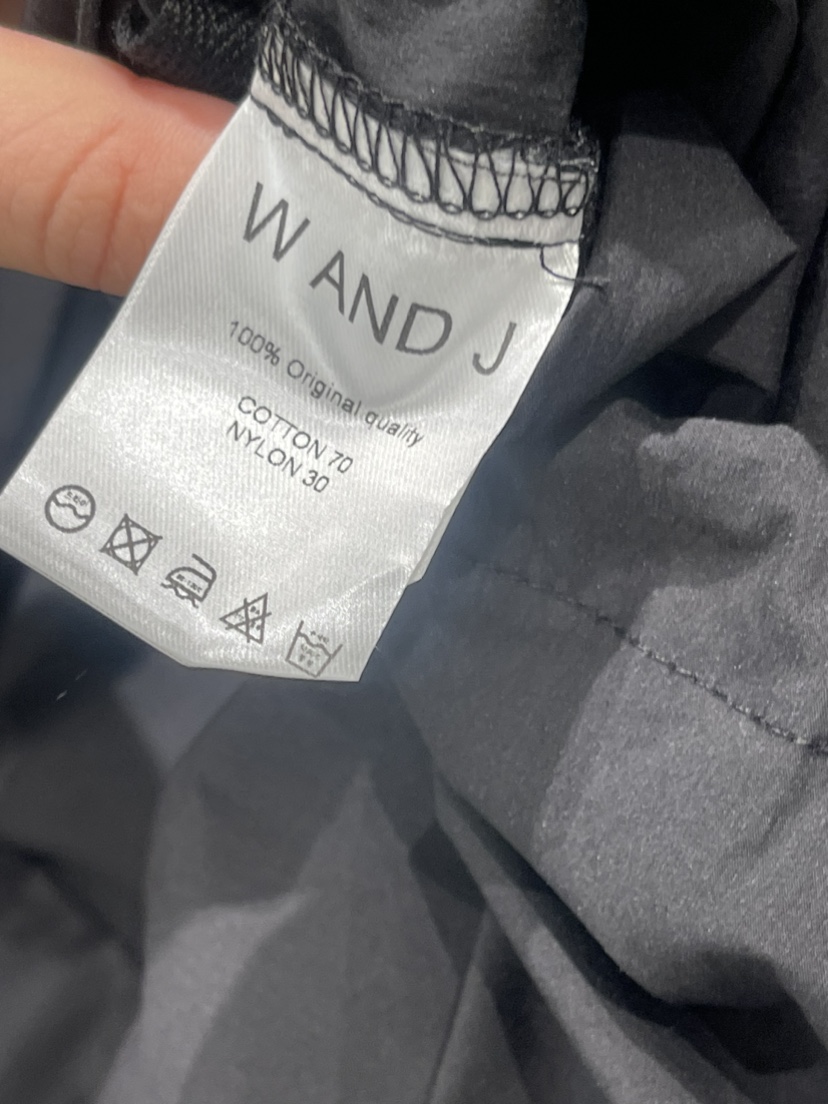 W AND J
100% Original quality
COTTON 70
NYLON 30